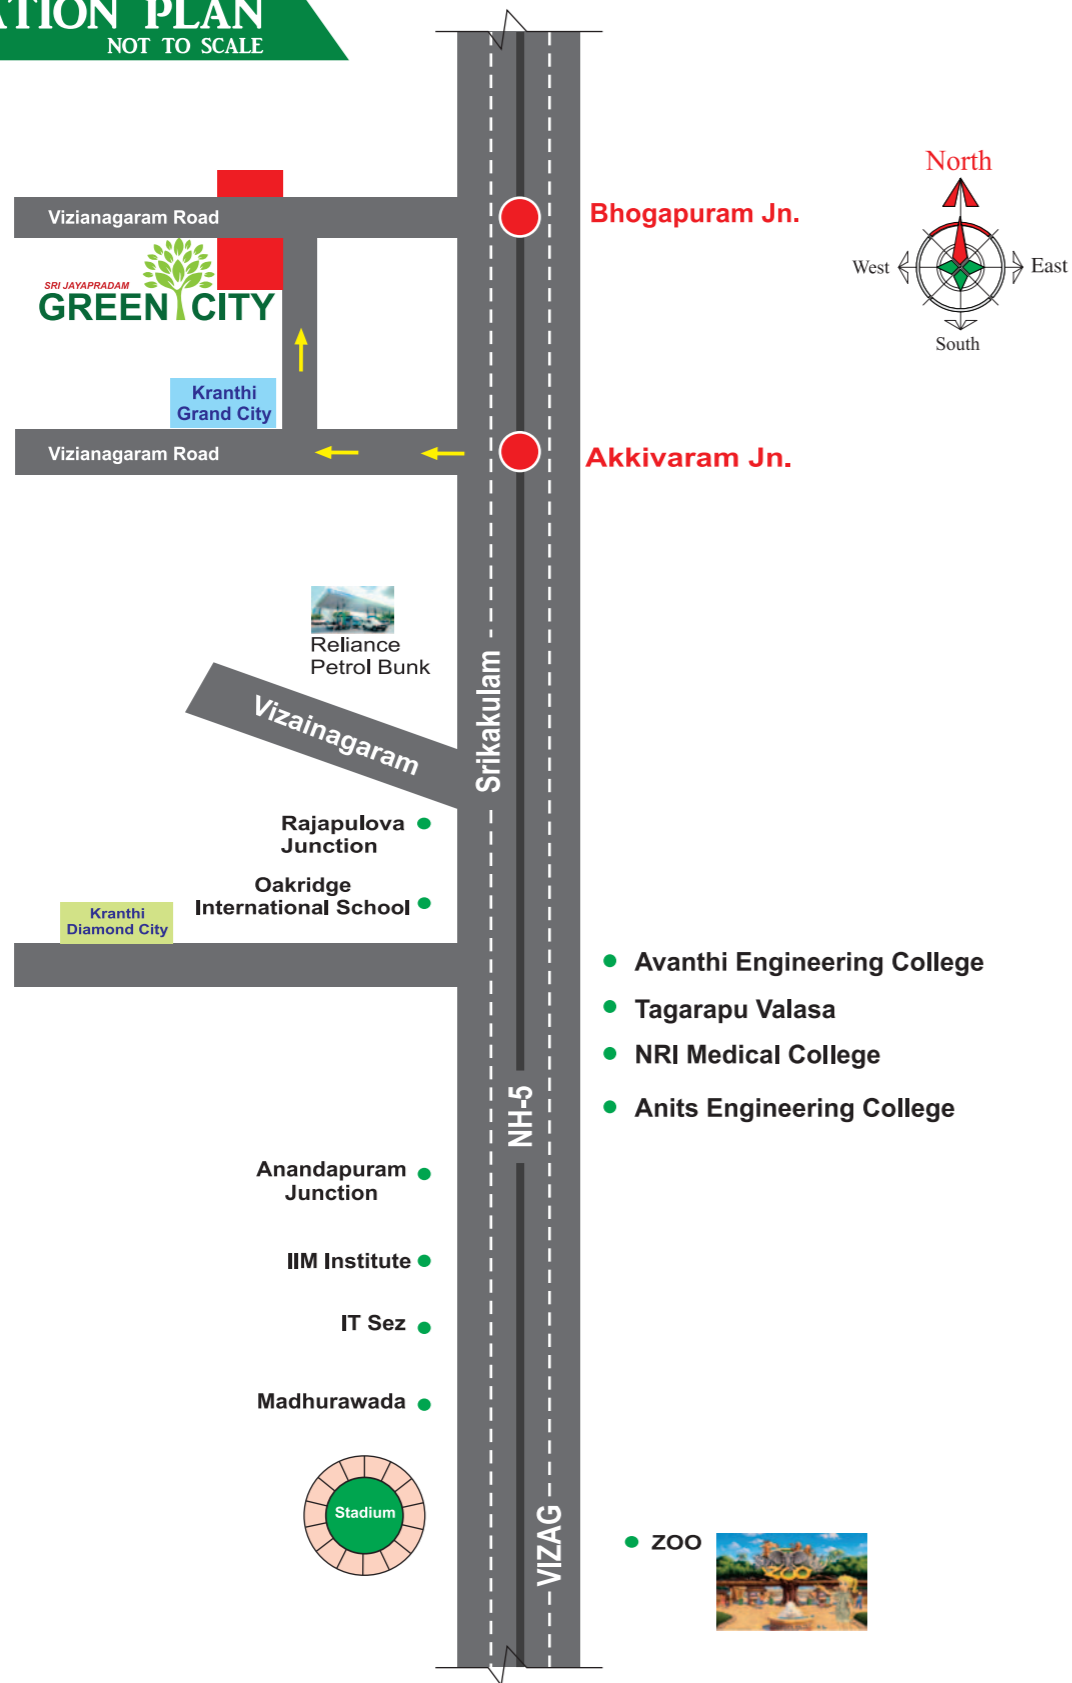 ATION PLAN
NOT TO SCALE
North
West
East
South
Vizianagaram Road
Bhogapuram Jn.
SRI JAYAPRADAM
GREEN CITY
Kranthi
Grand City
Vizianagaram Road
Akkivaram Jn.
Reliance
Petrol Bunk
Vizainagaram
Srikakulam
Rajapulova
Junction
Oakridge
International School
Kranthi
Diamond City
Avanthi Engineering College
Tagarapu Valasa
NRI Medical College
Anits Engineering College
NH-5
Anandapuram
Junction
IIM Institute
IT Sez
Madhurawada
Stadium
VIZAG
ZOO
ZOO